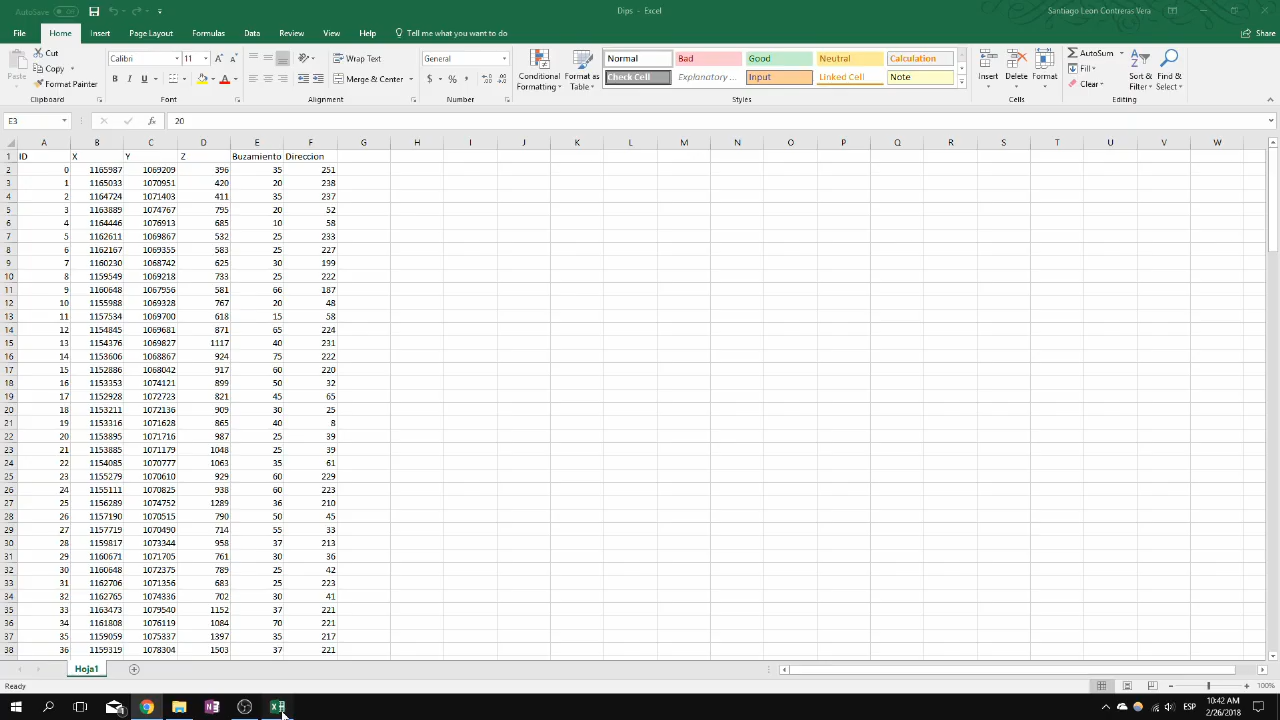 Dips - Excel
Santiago Leon Contreras Vera
File Home Insert Page Layout Formulas Data Review View Help Tell me what you want to do Share
Paste Cut Calibri 11 Wrap Text General Conditional Formatting Format as Table Normal Bad Good Neutral Calculation Insert Delete Format AutoSum Sort & Filter Find & Select
Copy Fill
Format Painter B I U Merge & Center $ % Check Cell Explanatory ... Input Linked Cell Note Clear
Clipboard Font Alignment Number Styles Cells Editing
E3 fx 20
A B C D E F G H I J K L M N O P Q R S T U V W
1 ID X Y Z Buzamiento Direccion
2 0 1165987 1069209 396 35 251
3 1 1165033 1070951 420 20 238
4 2 1164724 1071403 411 35 237
5 3 1163889 1074767 795 20 52
6 4 1164446 1076913 685 10 58
7 5 1162611 1069867 532 25 233
8 6 1162167 1069355 583 25 227
9 7 1160230 1068742 625 30 199
10 8 1159549 1069218 733 25 222
11 9 1160648 1067956 581 66 187
12 10 1155988 1069328 767 20 48
13 11 1157534 1069700 618 15 58
14 12 1154845 1069681 871 65 224
15 13 1154376 1069827 1117 40 231
16 14 1153606 1068867 924 75 222
17 15 1152886 1068042 917 60 220
18 16 1153353 1074121 899 50 32
19 17 1152928 1072723 821 45 65
20 18 1153211 1072136 909 30 25
21 19 1153316 1071628 865 40 8
22 20 1153895 1071716 987 25 39
23 21 1153885 1071179 1048 25 39
24 22 1154085 1070777 1063 35 61
25 23 1155279 1070610 929 60 229
26 24 1155111 1070825 938 60 223
27 25 1156289 1074752 1289 36 210
28 26 1157190 1070515 790 50 45
29 27 1157719 1070490 714 55 33
30 28 1159817 1073344 958 37 213
31 29 1160671 1071705 761 30 36
32 30 1160648 1072375 789 25 42
33 31 1162706 1071356 683 25 223
34 32 1162765 1074336 702 30 41
35 33 1163473 1079540 1152 37 221
36 34 1161808 1076119 1084 70 221
37 35 1159059 1075337 1397 35 217
38 36 1159319 1078304 1503 37 221
Hoja1
Ready 100%
ESP 10:42 AM
2/26/2018